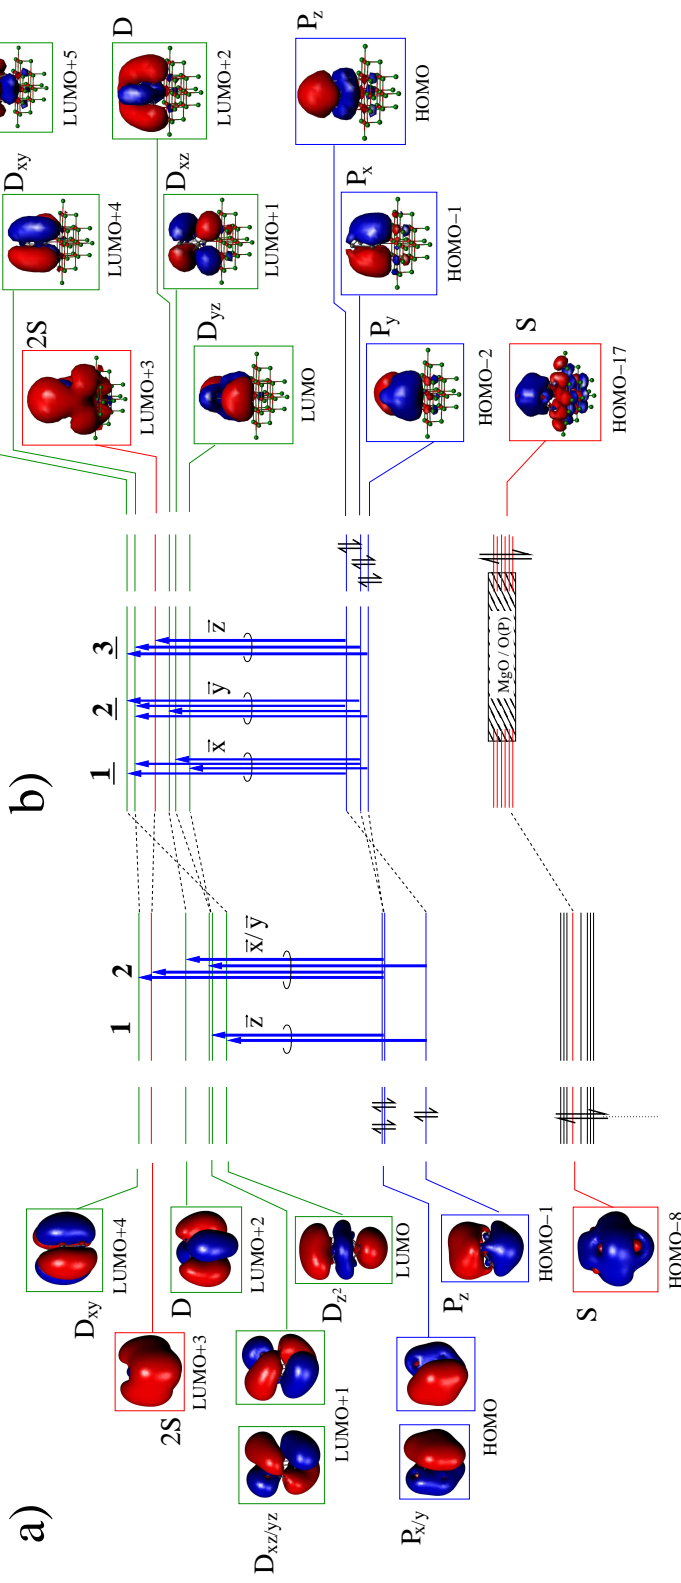 a)
D_xy
LUMO+4
2S
LUMO+3
D
LUMO+2
D_xz/yz
LUMO+1
D_z²
LUMO
P_x/y
HOMO
P_z
HOMO−1
S
HOMO−8
1
2
z⃗
x⃗/y⃗
b)
1
2
3
x⃗
y⃗
z⃗
MgO / O(P)
LUMO+5
D_xy
LUMO+4
2S
LUMO+3
D
LUMO+2
D_xz
LUMO+1
D_yz
LUMO
P_z
HOMO
P_x
HOMO−1
P_y
HOMO−2
S
HOMO−17